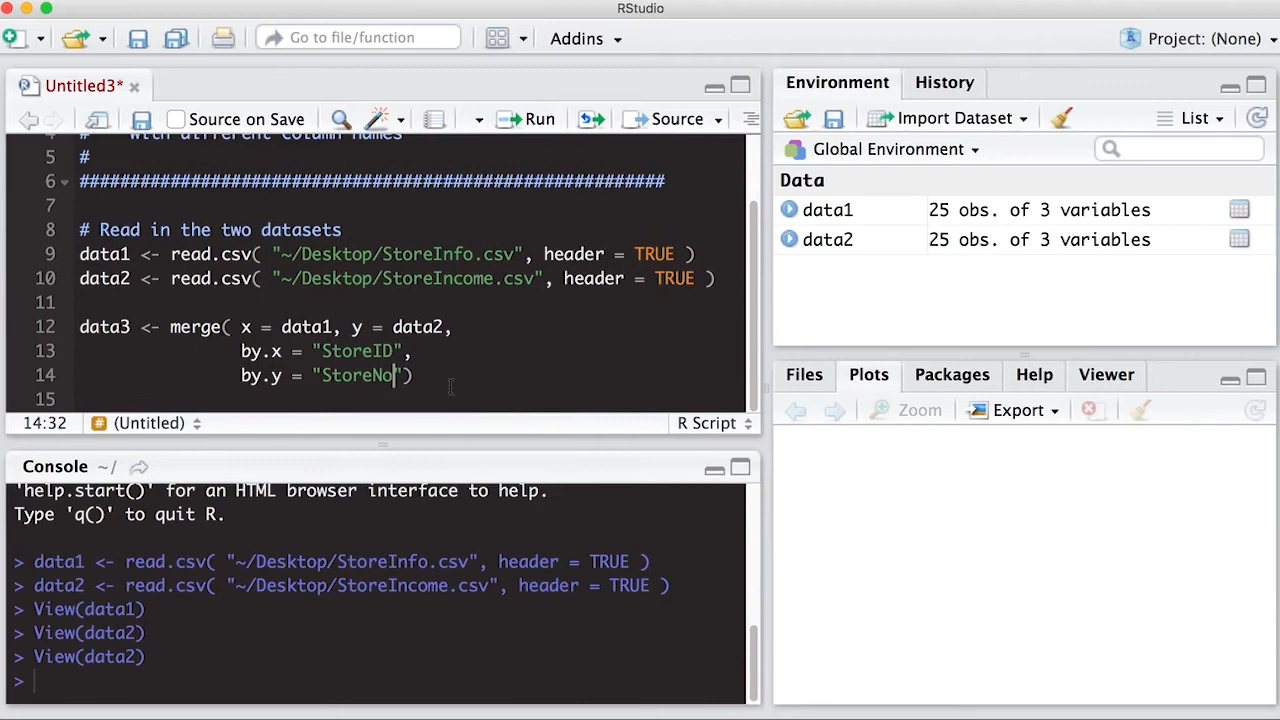 RStudio
Go to file/function
Addins
Project: (None)
Untitled3*
Source on Save
Run
Source
# with different column names
5 #
6 ##########################################################
7
8 # Read in the two datasets
9 data1 <- read.csv( "~/Desktop/StoreInfo.csv", header = TRUE )
10 data2 <- read.csv( "~/Desktop/StoreIncome.csv", header = TRUE )
11
12 data3 <- merge( x = data1, y = data2,
13 by.x = "StoreID",
14 by.y = "StoreNo")
15
14:32
# (Untitled)
R Script
Console ~/
'help.start()' for an HTML browser interface to help.
Type 'q()' to quit R.
> data1 <- read.csv( "~/Desktop/StoreInfo.csv", header = TRUE )
> data2 <- read.csv( "~/Desktop/StoreIncome.csv", header = TRUE )
> View(data1)
> View(data2)
> View(data2)
>
Environment
History
Import Dataset
List
Global Environment
Data
data1 25 obs. of 3 variables
data2 25 obs. of 3 variables
Files
Plots
Packages
Help
Viewer
Zoom
Export